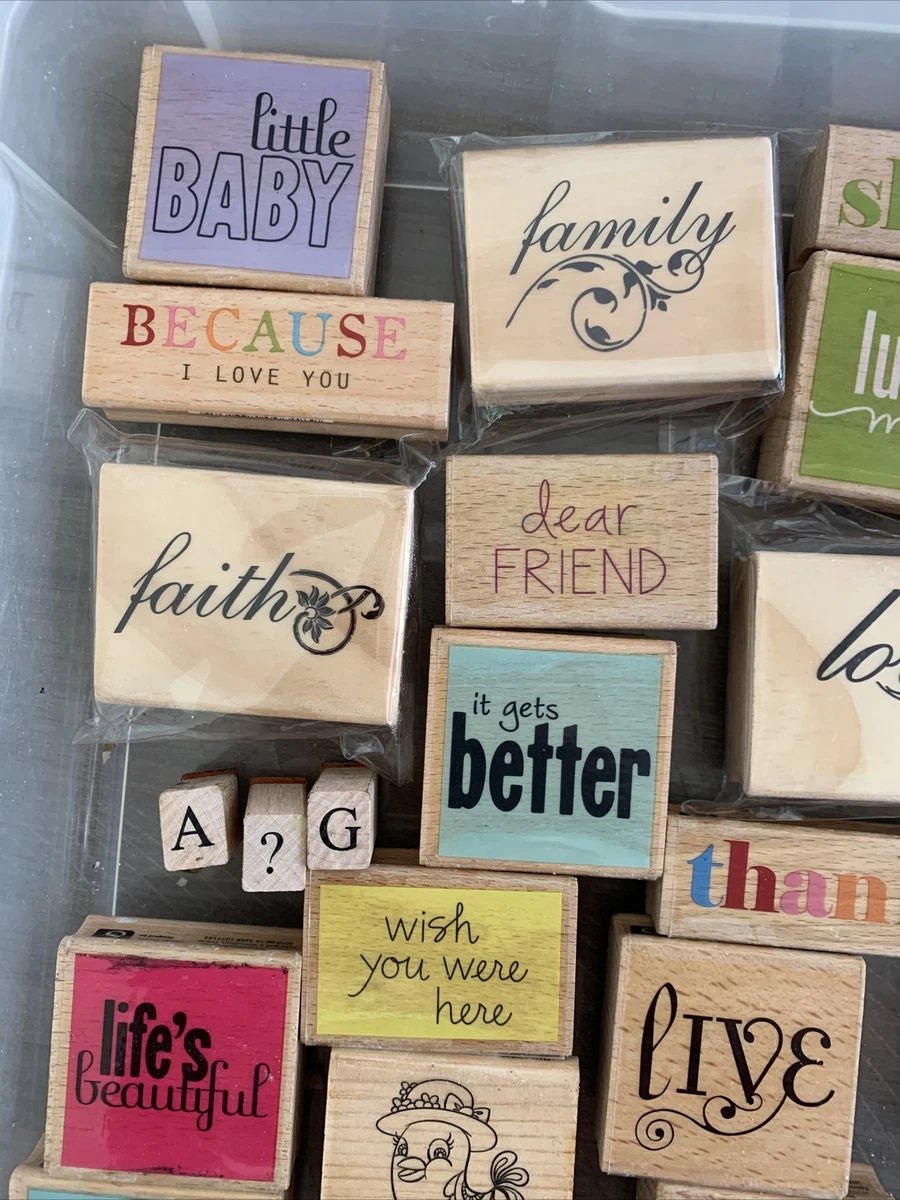 little
BABY
family
BECAUSE
I LOVE YOU
faith
dear
FRIEND
it gets
better
A ? G
wish
you were
here
life's
beautiful
LIVE